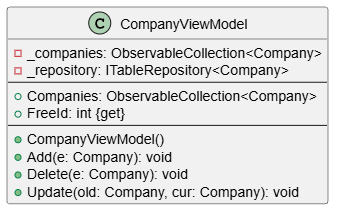 C CompanyViewModel
_companies: ObservableCollection<Company>
_repository: ITableRepository<Company>
Companies: ObservableCollection<Company>
FreeId: int {get}
CompanyViewModel()
Add(e: Company): void
Delete(e: Company): void
Update(old: Company, cur: Company): void